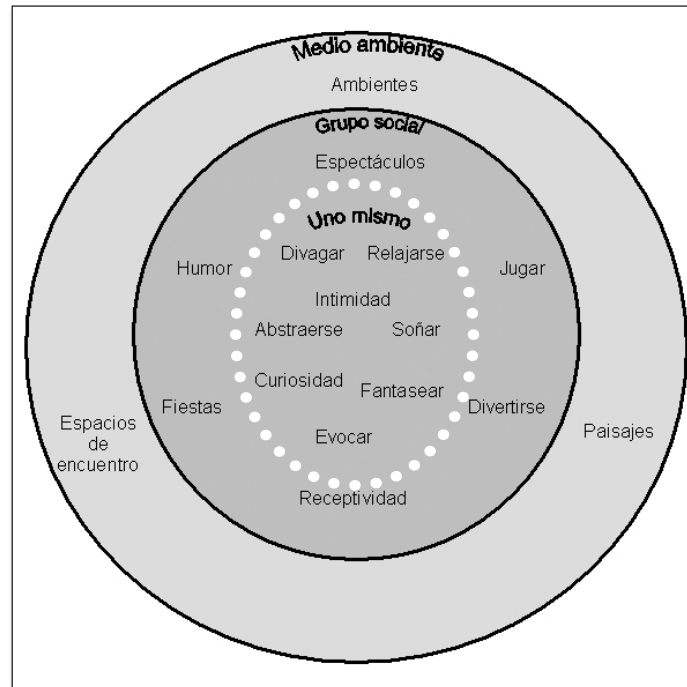 Medio ambiente
Ambientes
Grupo social
Espectáculos
Uno mismo
Divagar
Relajarse
Humor
Jugar
Intimidad
Abstraerse
Soñar
Curiosidad
Fantasear
Fiestas
Divertirse
Espacios
de
encuentro
Paisajes
Evocar
Receptividad